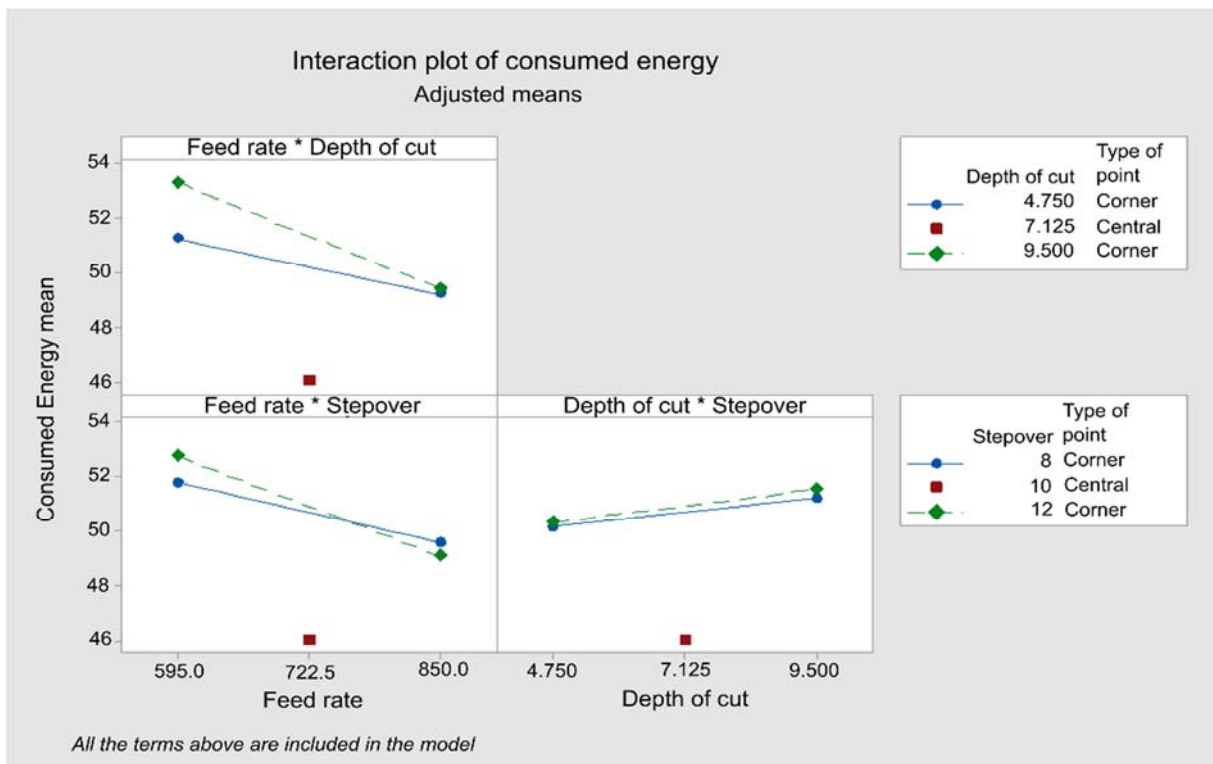 Interaction plot of consumed energy
Adjusted means
Feed rate * Depth of cut
54
52
50
48
46
Depth of cut Type of point
4.750 Corner
7.125 Central
9.500 Corner
Consumed Energy mean
Feed rate * Stepover
Depth of cut * Stepover
54
52
50
48
46
Stepover Type of point
8 Corner
10 Central
12 Corner
595.0 722.5 850.0
4.750 7.125 9.500
Feed rate
Depth of cut
All the terms above are included in the model